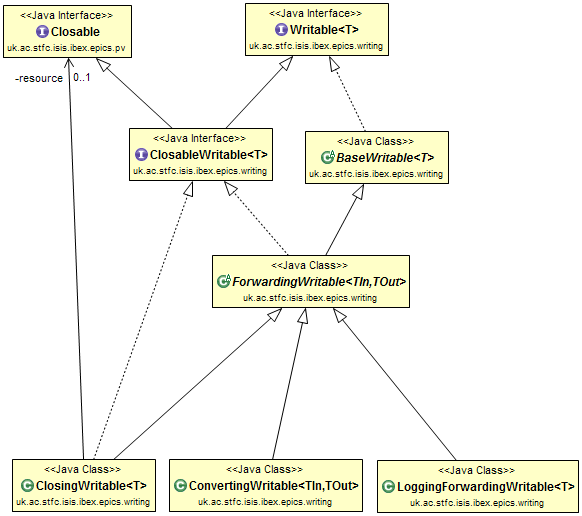 <<Java Interface>>
I Closable
uk.ac.stfc.isis.ibex.epics.pv
<<Java Interface>>
I Writable<T>
uk.ac.stfc.isis.ibex.epics.writing
-resource 0..1
<<Java Interface>>
I ClosableWritable<T>
uk.ac.stfc.isis.ibex.epics.writing
<<Java Class>>
C A BaseWritable<T>
uk.ac.stfc.isis.ibex.epics.writing
<<Java Class>>
C A ForwardingWritable<TIn,TOut>
uk.ac.stfc.isis.ibex.epics.writing
<<Java Class>>
C ClosingWritable<T>
uk.ac.stfc.isis.ibex.epics.writing
<<Java Class>>
C ConvertingWritable<TIn,TOut>
uk.ac.stfc.isis.ibex.epics.writing
<<Java Class>>
C LoggingForwardingWritable<T>
uk.ac.stfc.isis.ibex.epics.writing